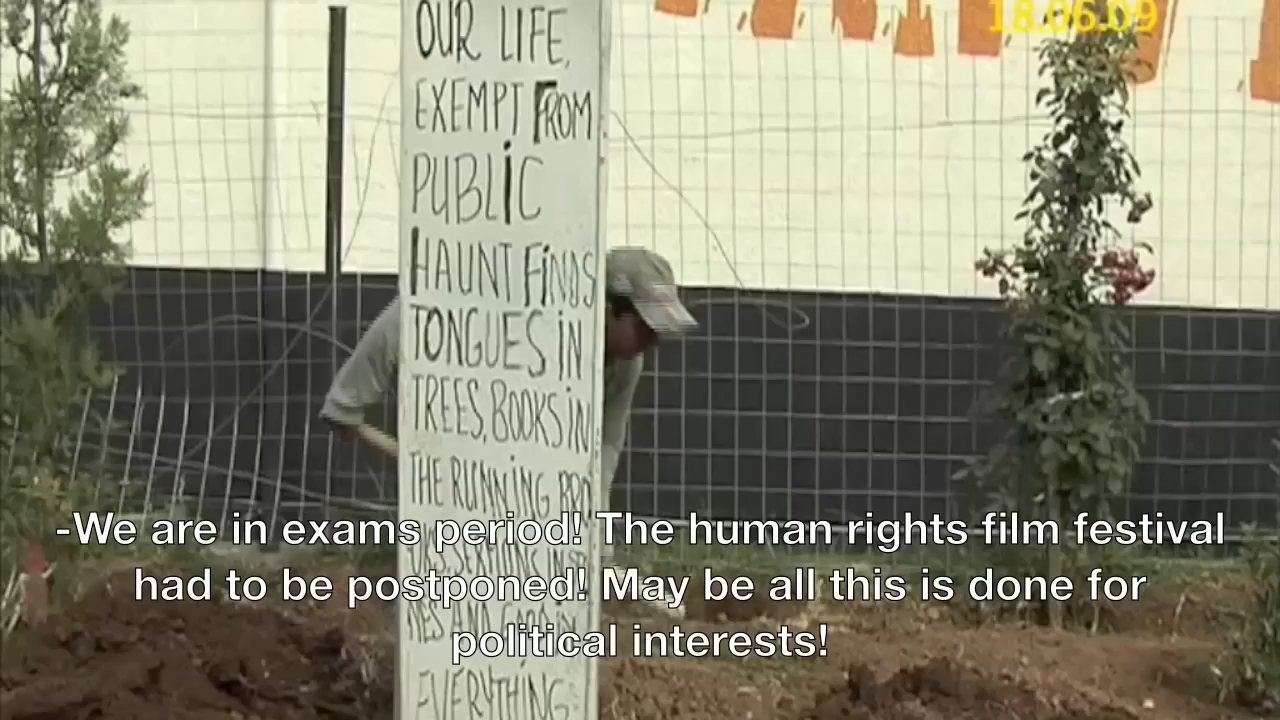 18.06.09
OUR LIFE,
EXEMPT FROM
PUBLIC
HAUNT FINDS
TONGUES IN
TREES, BOOKS IN
THE RUNNING BRO
-We are in exams period! The human rights film festival
had to be postponed! May be all this is done for
political interests!
EVERYTHING